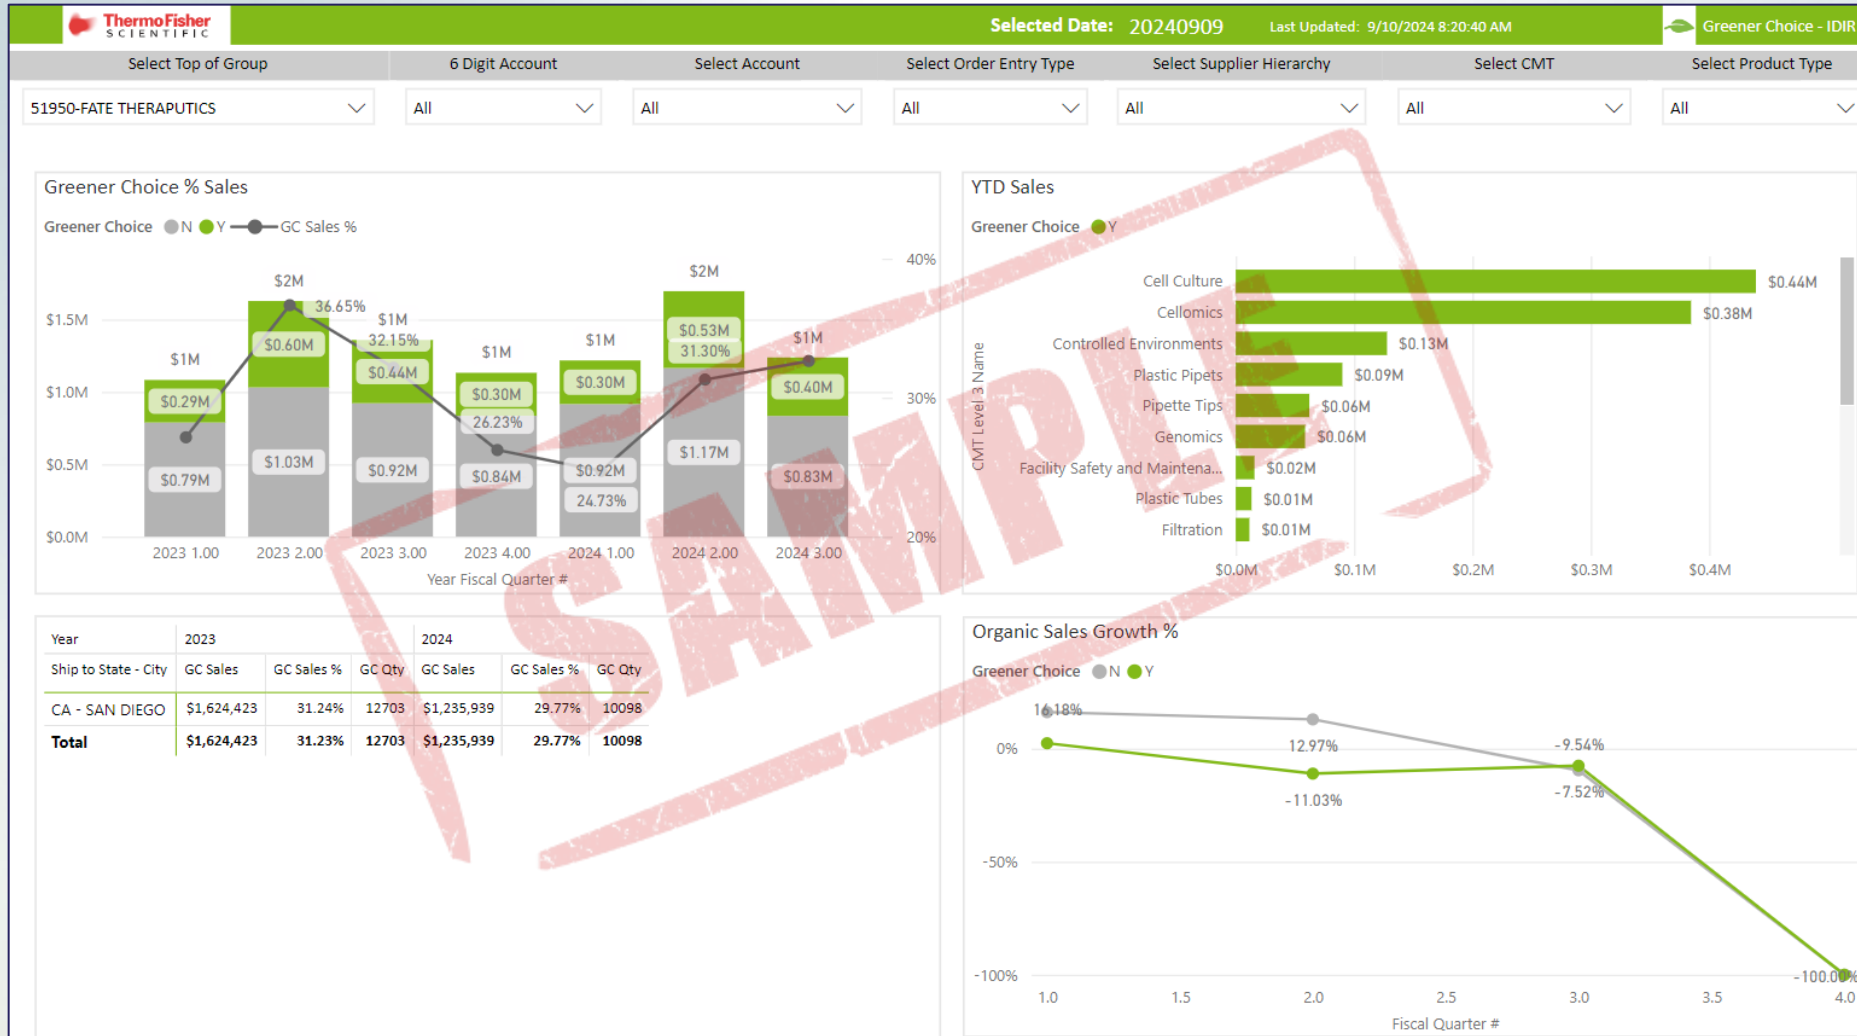 ThermoFisher
SCIENTIFIC
Selected Date: 20240909
Last Updated: 9/10/2024 8:20:40 AM
Greener Choice - IDIR
Select Top of Group
6 Digit Account
Select Account
Select Order Entry Type
Select Supplier Hierarchy
Select CMT
Select Product Type
51950-FATE THERAPUTICS
All
All
All
All
All
All
Greener Choice % Sales
Greener Choice N Y GC Sales %
40%
30%
20%
$1.5M
$1.0M
$0.5M
$0.0M
$1M
$2M
$1M
$1M
$1M
$2M
$1M
36.65%
32.15%
26.23%
24.73%
31.30%
$0.29M
$0.60M
$0.44M
$0.30M
$0.30M
$0.53M
$0.40M
$0.79M
$1.03M
$0.92M
$0.84M
$0.92M
$1.17M
$0.83M
2023 1.00
2023 2.00
2023 3.00
2023 4.00
2024 1.00
2024 2.00
2024 3.00
Year Fiscal Quarter #
YTD Sales
Greener Choice Y
CMT Level 3 Name
Cell Culture $0.44M
Cellomics $0.38M
Controlled Environments $0.13M
Plastic Pipets $0.09M
Pipette Tips $0.06M
Genomics $0.06M
Facility Safety and Maintena... $0.02M
Plastic Tubes $0.01M
Filtration $0.01M
$0.0M $0.1M $0.2M $0.3M $0.4M
Year 2023 2024
Ship to State - City GC Sales GC Sales % GC Qty GC Sales GC Sales % GC Qty
CA - SAN DIEGO $1,624,423 31.24% 12703 $1,235,939 29.77% 10098
Total $1,624,423 31.23% 12703 $1,235,939 29.77% 10098
Organic Sales Growth %
Greener Choice N Y
16.18%
12.97%
-9.54%
-11.03%
-7.52%
-100.00%
0%
-50%
-100%
1.0 1.5 2.0 2.5 3.0 3.5 4.0
Fiscal Quarter #
SAMPLE